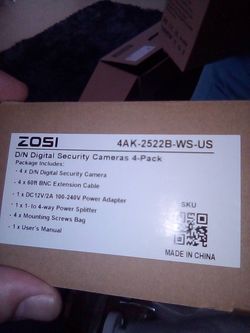 ZOSI
4AK-2522B-WS-US
D/N Digital Security Cameras 4-Pack
Package Includes:
- 4 x D/N Digital Security Camera
- 4 x 60ft BNC Extension Cable
- 1 x DC12V/2A 100-240V Power Adapter
- 1 x 1- to 4-way Power Splitter
- 4 x Mounting Screws Bag
- 1 x User's Manual
SKU
MADE IN CHINA